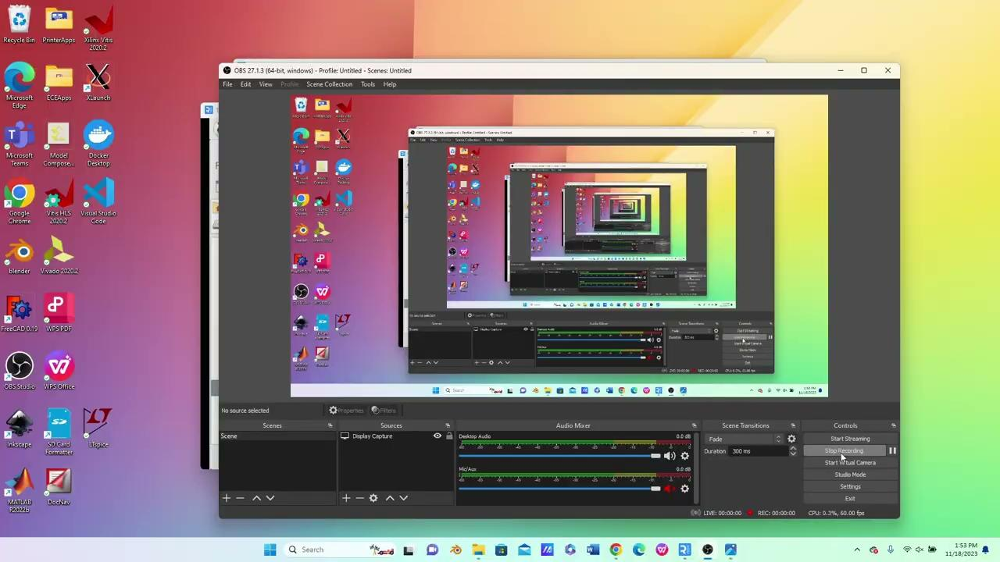 Recycle Bin
PrinterApps
Xilinx Vitis 2020.2
Microsoft Edge
ECEApps
XLaunch
Microsoft Teams
Model Compose...
Docker Desktop
Google Chrome
Vitis HLS 2020.2
Visual Studio Code
blender
Vivado 2020.2
FreeCAD 0.19
WPS PDF
OBS Studio
WPS Office
Inkscape
SD Card Formatter
LTspice
MATLAB R2022b
DocNav
OBS 27.1.3 (64-bit, windows) - Profile: Untitled - Scenes: Untitled
File Edit View Profile Scene Collection Tools Help
No source selected
Properties
Filters
Scenes
Sources
Audio Mixer
Scene Transitions
Controls
Scene
Display Capture
Desktop Audio
0.0 dB
Mic/Aux
0.0 dB
Fade
Duration
300 ms
Start Streaming
Stop Recording
Start Virtual Camera
Studio Mode
Settings
Exit
LIVE: 00:00:00
REC: 00:00:00
CPU: 0.3%, 60.00 fps
Search
1:53 PM
11/18/2023